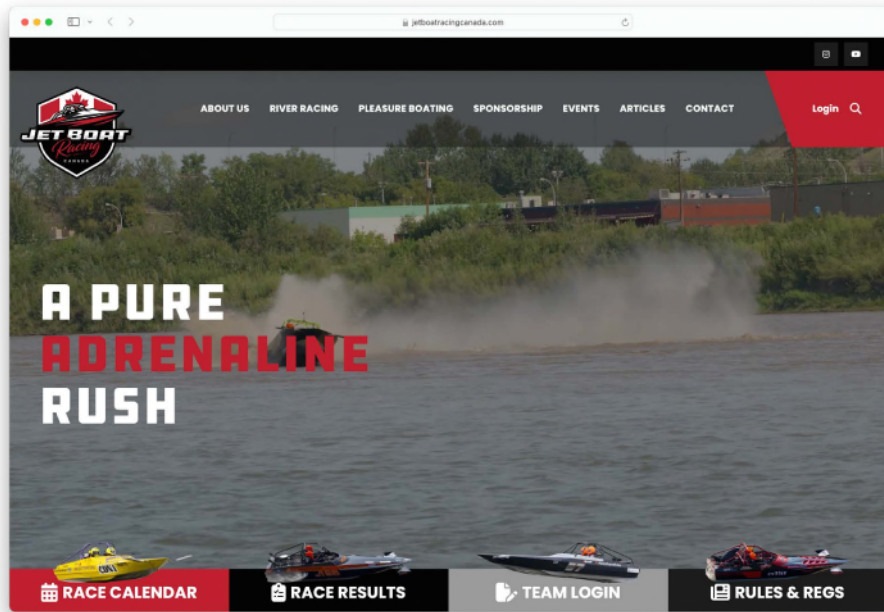 jetboatracingcanada.com
JET BOAT
Racing
CANADA
ABOUT US RIVER RACING PLEASURE BOATING SPONSORSHIP EVENTS ARTICLES CONTACT Login
A PURE
ADRENALINE
RUSH
RACE CALENDAR RACE RESULTS TEAM LOGIN RULES & REGS